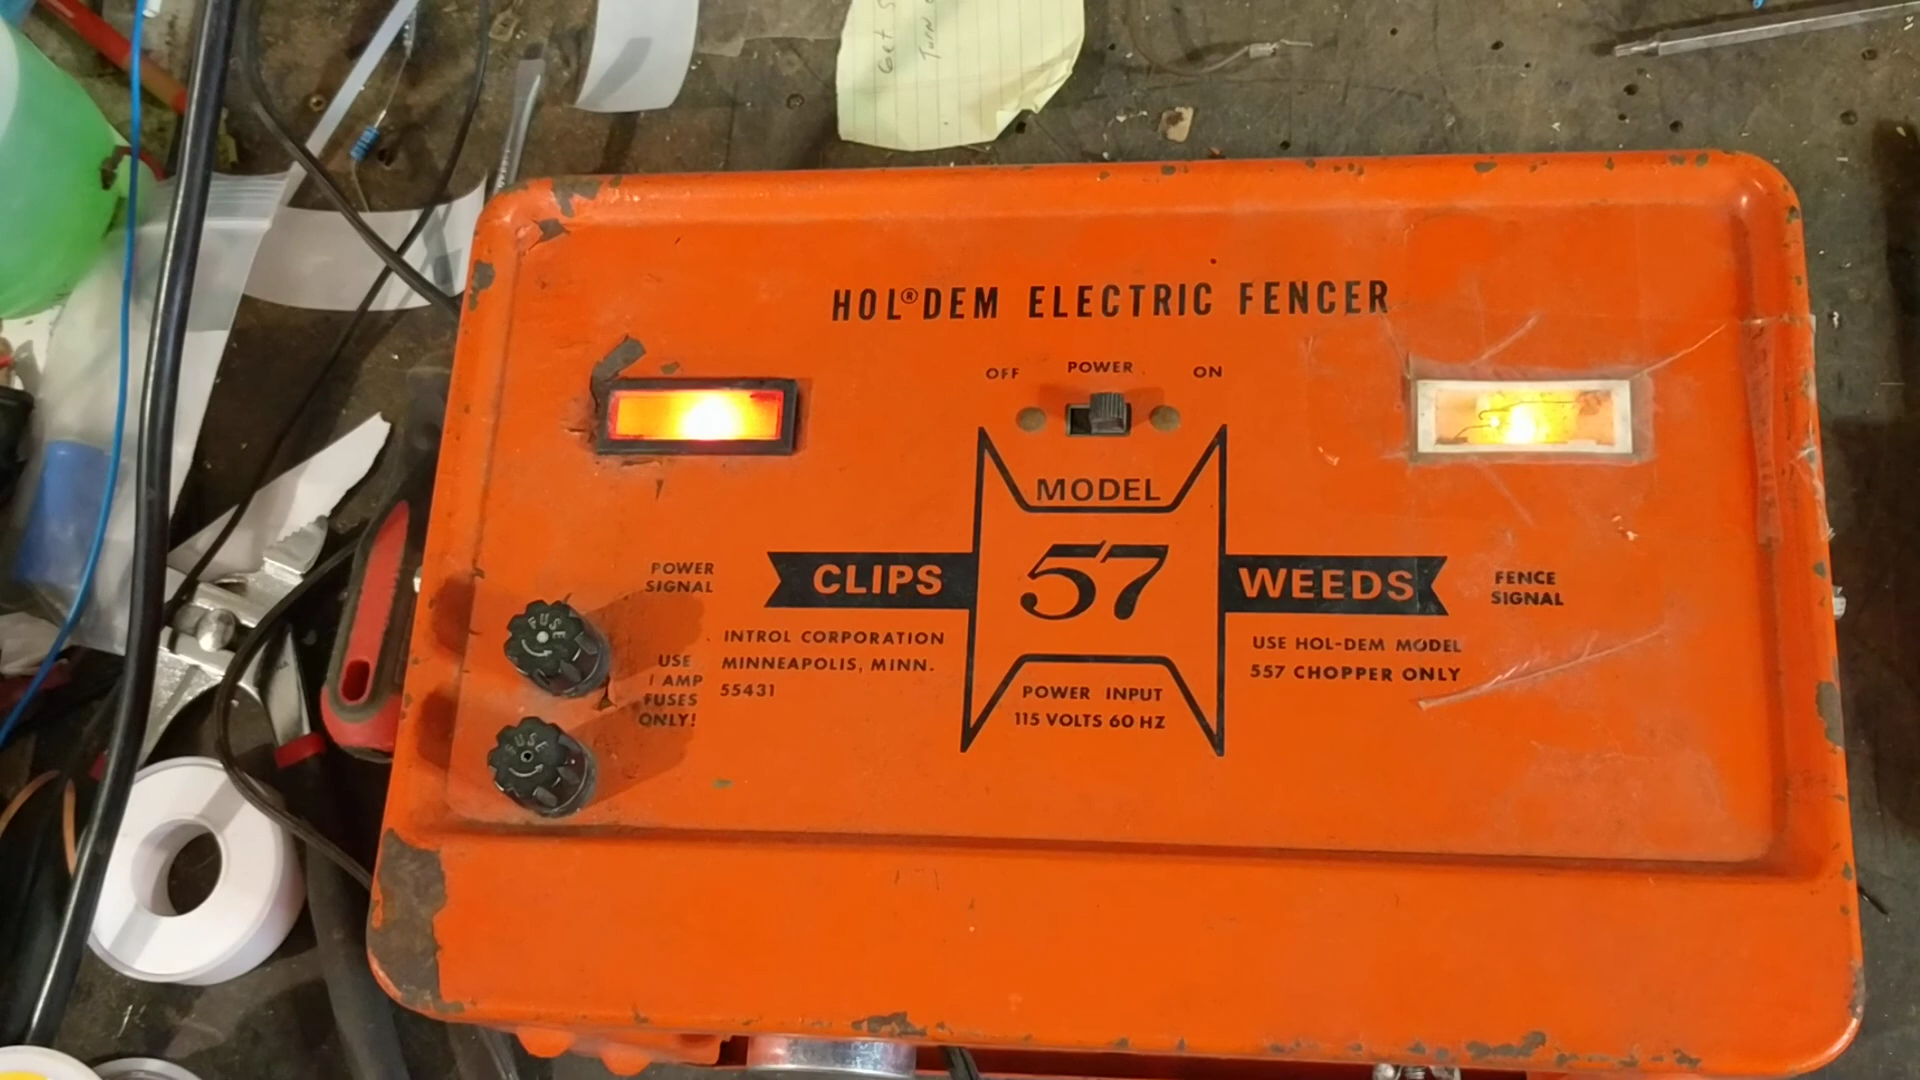 Get S
Turn
HOL®DEM ELECTRIC FENCER
OFF POWER ON
MODEL
57
CLIPS WEEDS
POWER
SIGNAL
FENCE
SIGNAL
FUSE
FUSE
USE
1 AMP
FUSES
ONLY!
INTROL CORPORATION
MINNEAPOLIS, MINN.
55431
USE HOL-DEM MODEL
557 CHOPPER ONLY
POWER INPUT
115 VOLTS 60 HZ